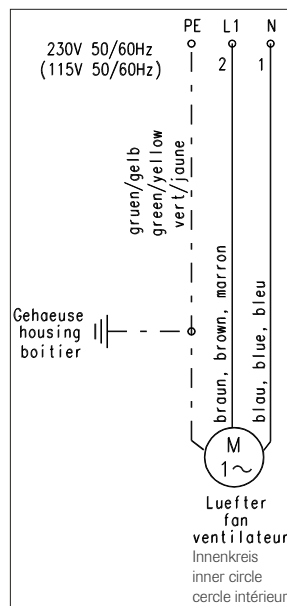 PE L1 N
230V 50/60Hz
(115V 50/60Hz)
2 1
gruen/gelb
green/yellow
vert/jaune
braun, brown, marron
blau, blue, bleu
Gehaeuse
housing
boitier
M
1~
Luefter
fan
ventilateur
Innenkreis
inner circle
cercle intérieur